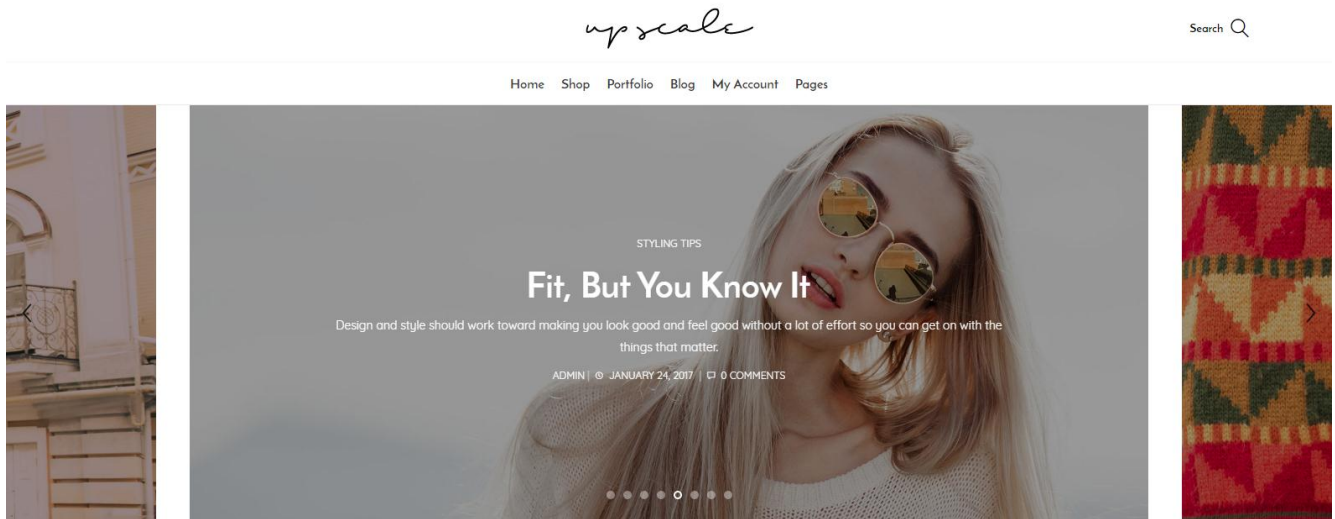 upscale
Search
Home Shop Portfolio Blog My Account Pages
STYLING TIPS
Fit, But You Know It
Design and style should work toward making you look good and feel good without a lot of effort so you can get on with the
things that matter.
ADMIN | JANUARY 24, 2017 | 0 COMMENTS